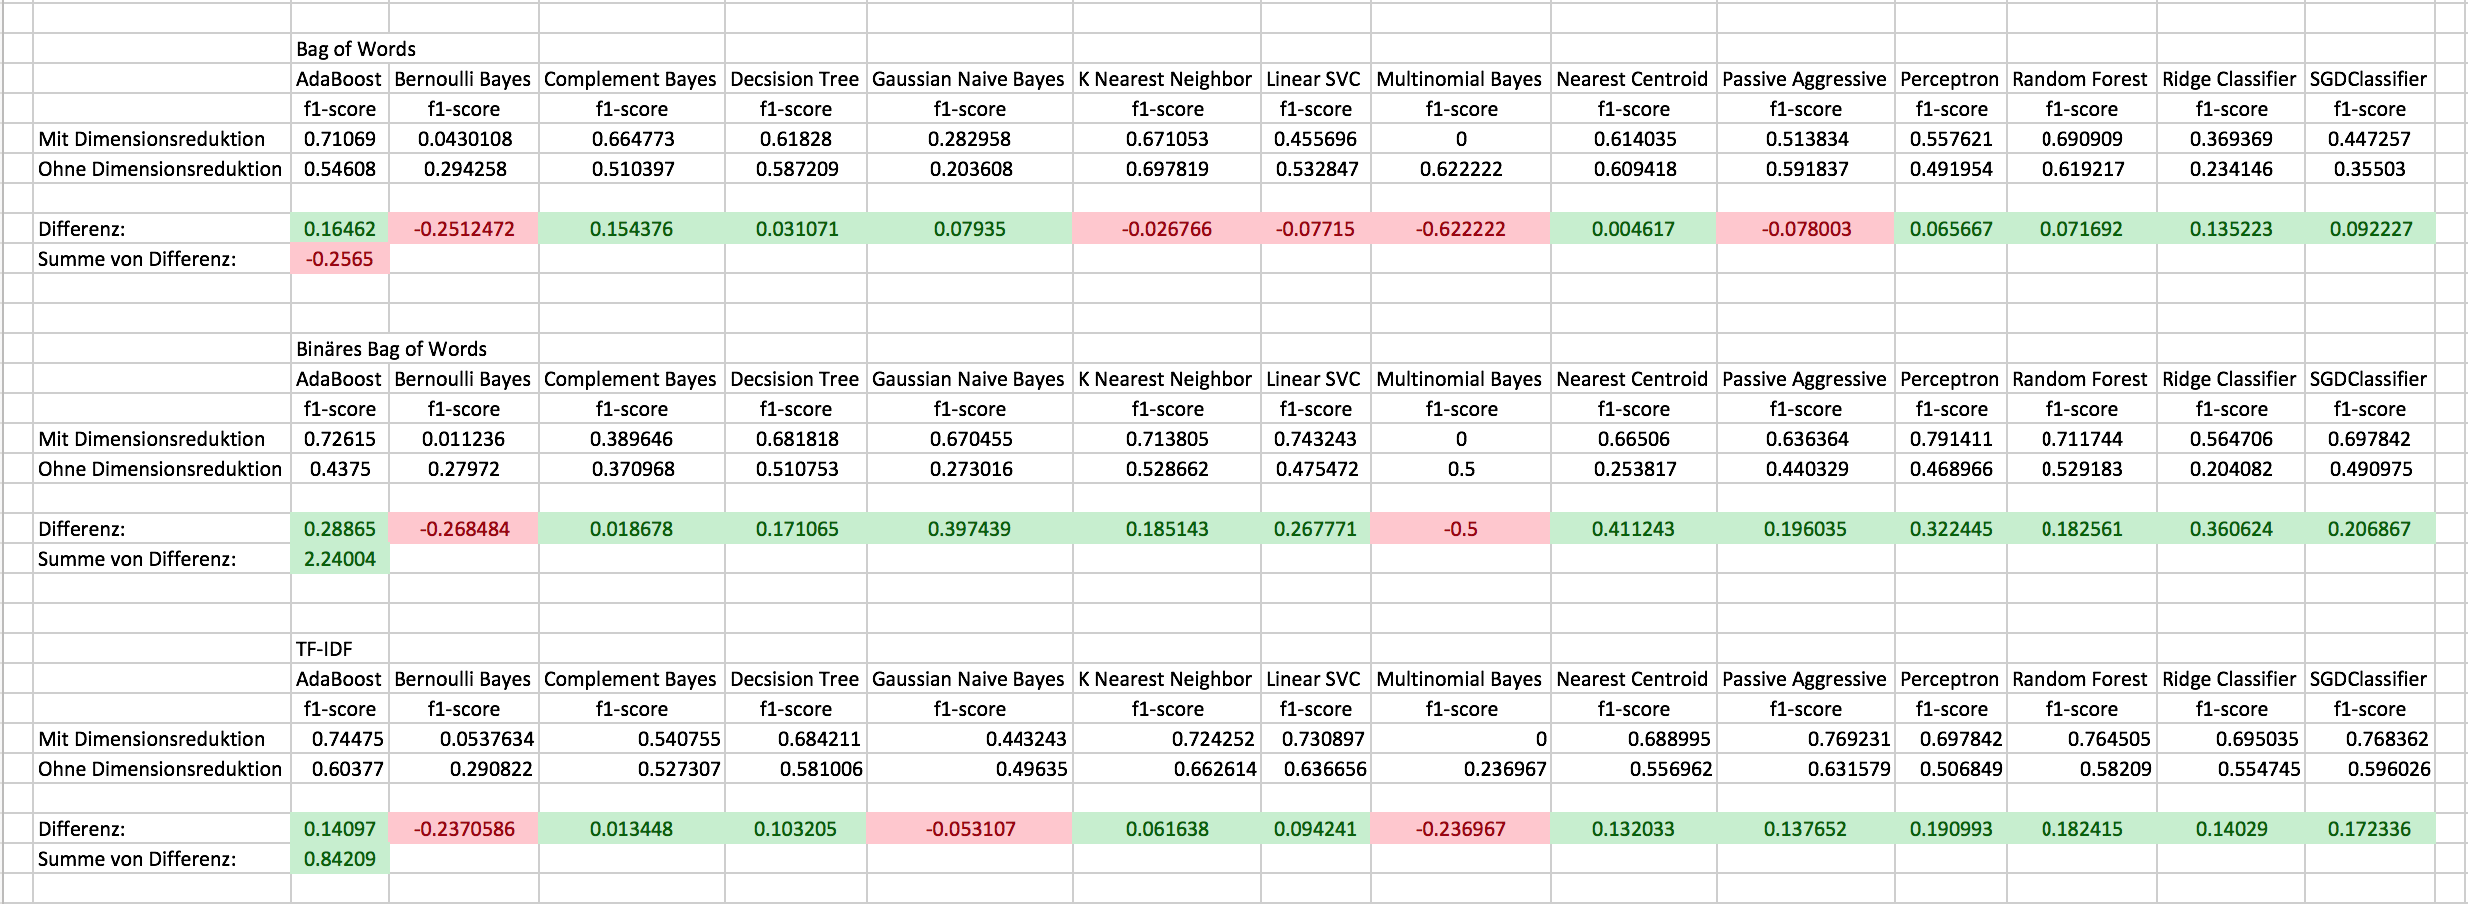 Bag of Words
AdaBoost Bernoulli Bayes Complement Bayes Decsision Tree Gaussian Naive Bayes K Nearest Neighbor Linear SVC Multinomial Bayes Nearest Centroid Passive Aggressive Perceptron Random Forest Ridge Classifier SGDClassifier
f1-score f1-score f1-score f1-score f1-score f1-score f1-score f1-score f1-score f1-score f1-score f1-score f1-score f1-score
Mit Dimensionsreduktion 0.71069 0.0430108 0.664773 0.61828 0.282958 0.671053 0.455696 0 0.614035 0.513834 0.557621 0.690909 0.369369 0.447257
Ohne Dimensionsreduktion 0.54608 0.294258 0.510397 0.587209 0.203608 0.697819 0.532847 0.622222 0.609418 0.591837 0.491954 0.619217 0.234146 0.35503
Differenz: 0.16462 -0.2512472 0.154376 0.031071 0.07935 -0.026766 -0.07715 -0.622222 0.004617 -0.078003 0.065667 0.071692 0.135223 0.092227
Summe von Differenz: -0.2565
Binäres Bag of Words
AdaBoost Bernoulli Bayes Complement Bayes Decsision Tree Gaussian Naive Bayes K Nearest Neighbor Linear SVC Multinomial Bayes Nearest Centroid Passive Aggressive Perceptron Random Forest Ridge Classifier SGDClassifier
f1-score f1-score f1-score f1-score f1-score f1-score f1-score f1-score f1-score f1-score f1-score f1-score f1-score f1-score
Mit Dimensionsreduktion 0.72615 0.011236 0.389646 0.681818 0.670455 0.713805 0.743243 0 0.66506 0.636364 0.791411 0.711744 0.564706 0.697842
Ohne Dimensionsreduktion 0.4375 0.27972 0.370968 0.510753 0.273016 0.528662 0.475472 0.5 0.253817 0.440329 0.468966 0.529183 0.204082 0.490975
Differenz: 0.28865 -0.268484 0.018678 0.171065 0.397439 0.185143 0.267771 -0.5 0.411243 0.196035 0.322445 0.182561 0.360624 0.206867
Summe von Differenz: 2.24004
TF-IDF
AdaBoost Bernoulli Bayes Complement Bayes Decsision Tree Gaussian Naive Bayes K Nearest Neighbor Linear SVC Multinomial Bayes Nearest Centroid Passive Aggressive Perceptron Random Forest Ridge Classifier SGDClassifier
f1-score f1-score f1-score f1-score f1-score f1-score f1-score f1-score f1-score f1-score f1-score f1-score f1-score f1-score
Mit Dimensionsreduktion 0.74475 0.0537634 0.540755 0.684211 0.443243 0.724252 0.730897 0 0.688995 0.769231 0.697842 0.764505 0.695035 0.768362
Ohne Dimensionsreduktion 0.60377 0.290822 0.527307 0.581006 0.49635 0.662614 0.636656 0.236967 0.556962 0.631579 0.506849 0.58209 0.554745 0.596026
Differenz: 0.14097 -0.2370586 0.013448 0.103205 -0.053107 0.061638 0.094241 -0.236967 0.132033 0.137652 0.190993 0.182415 0.14029 0.172336
Summe von Differenz: 0.84209